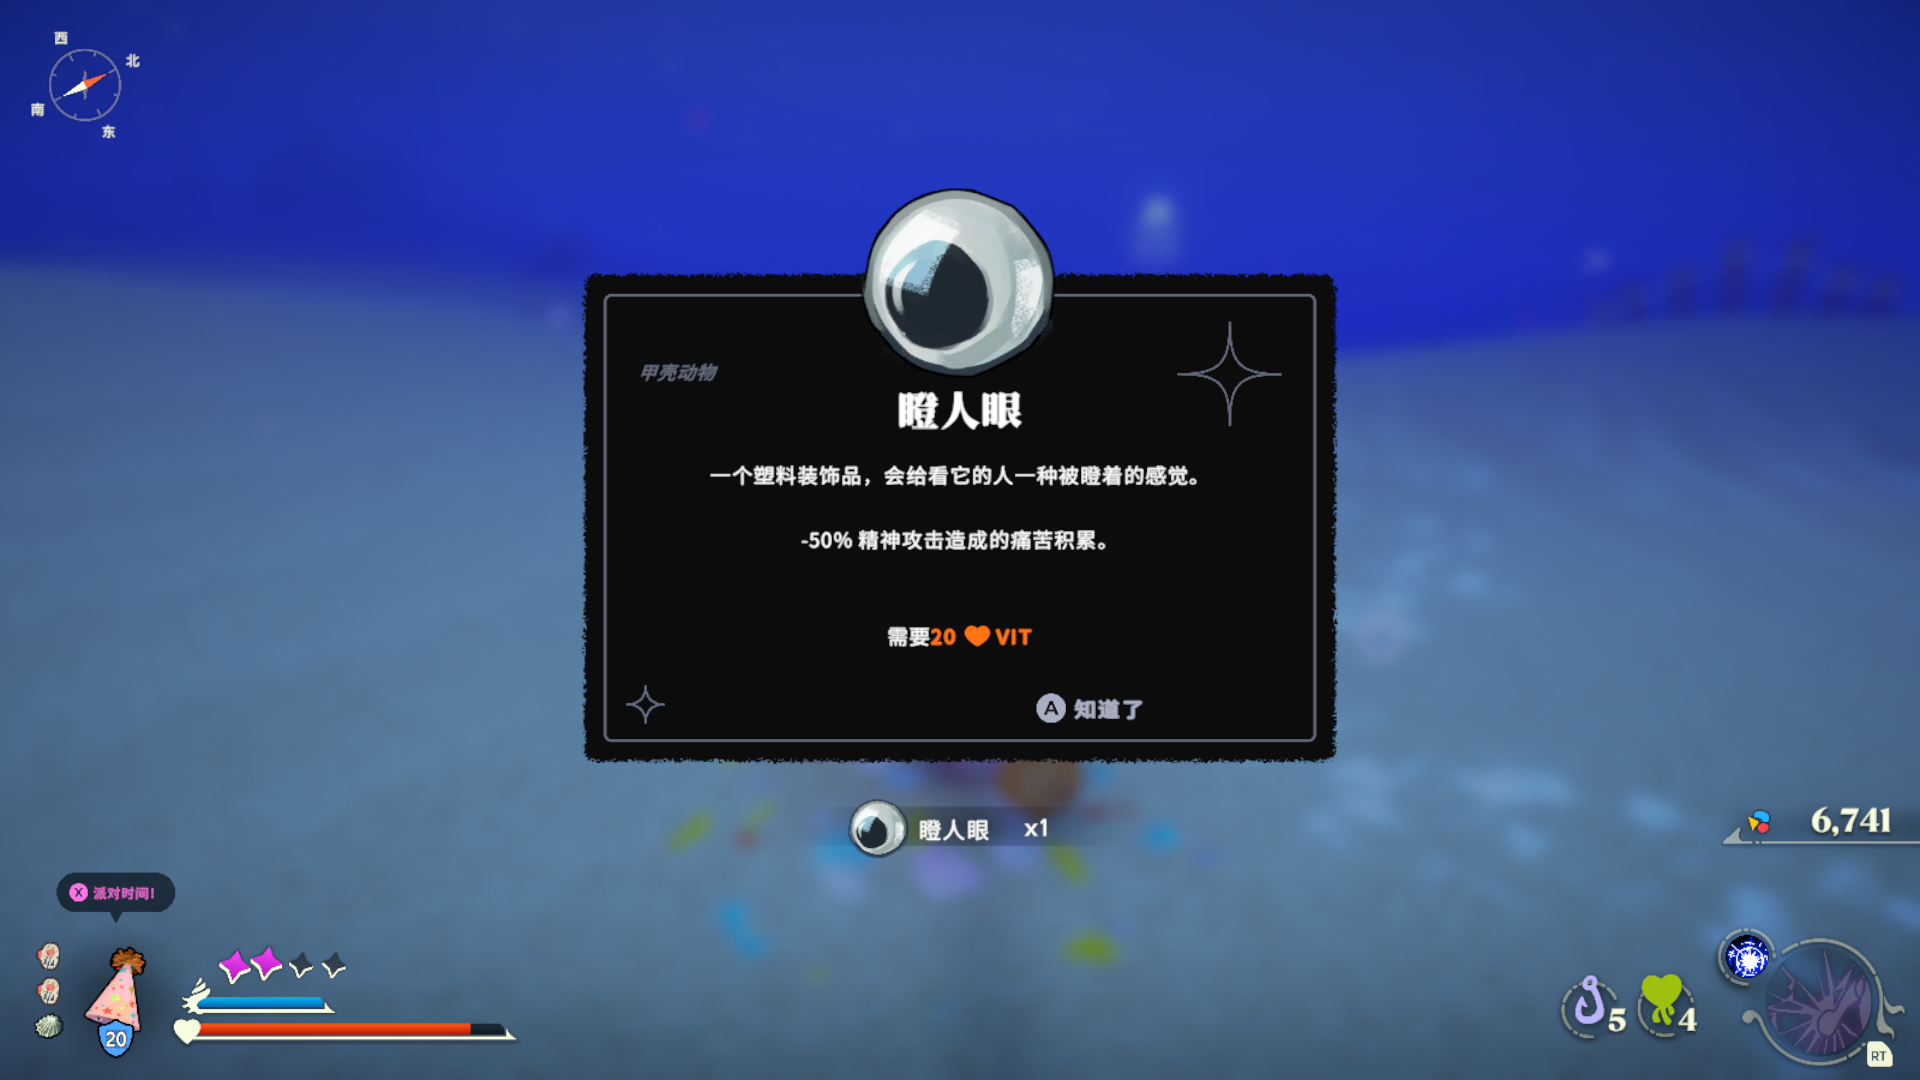 西
北
南
东
甲壳动物
瞪人眼
一个塑料装饰品，会给看它的人一种被瞪着的感觉。
-50% 精神攻击造成的痛苦积累。
需要20 VIT
A 知道了
瞪人眼 x1
6,741
X 派对时间!
20
5
4
RT